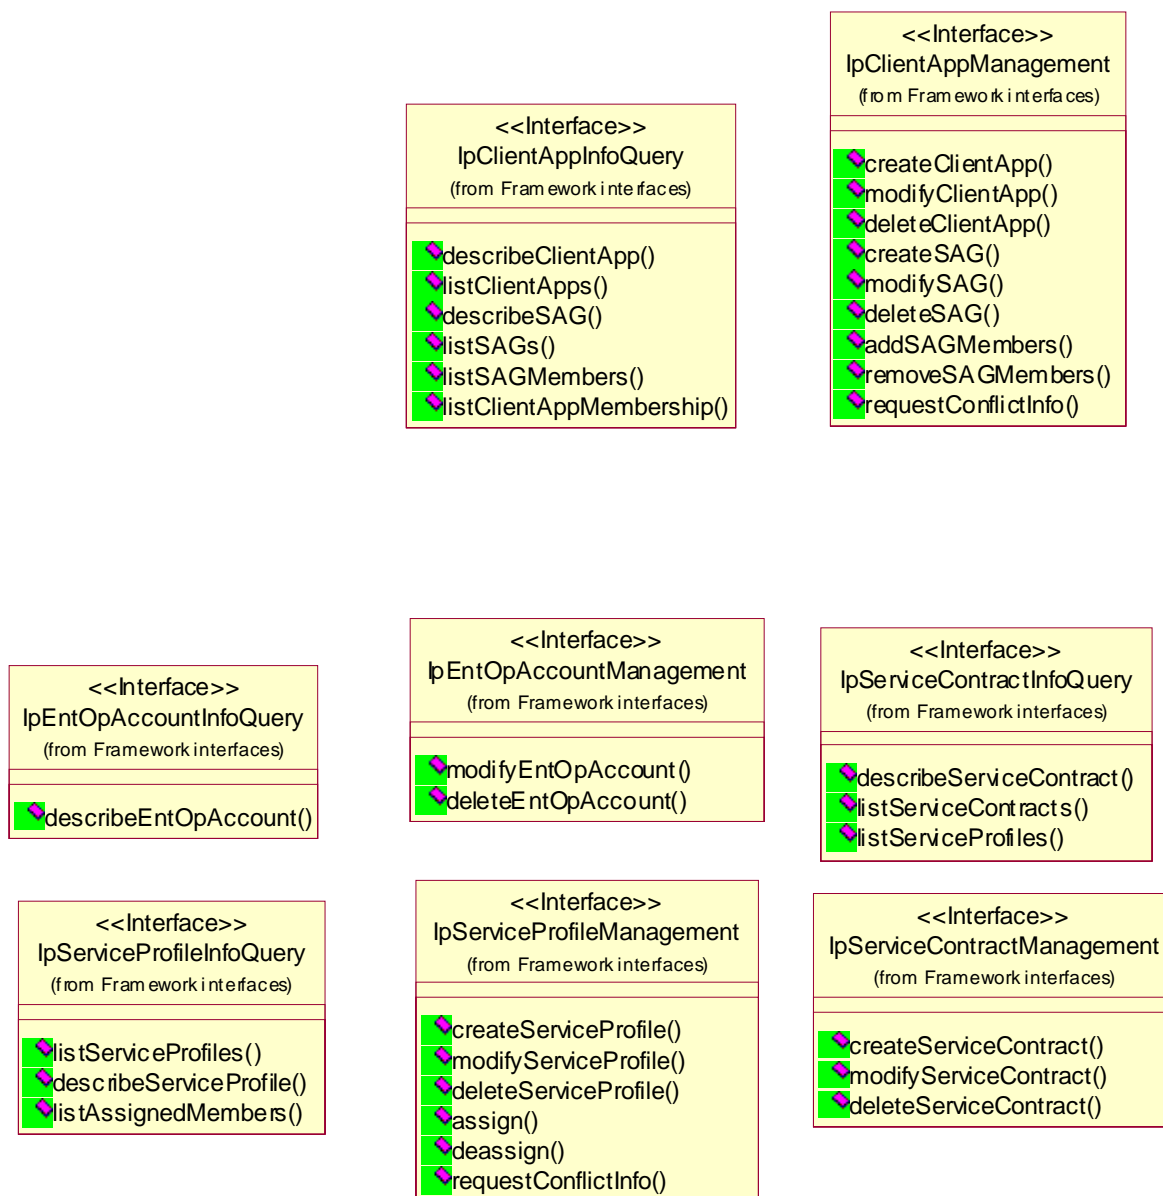 <<Interface>>
IpClientAppManagement
(from Framework interfaces)
createClientApp()
modifyClientApp()
deleteClientApp()
createSAG()
modifySAG()
deleteSAG()
addSAGMembers()
removeSAGMembers()
requestConflictInfo()
<<Interface>>
IpClientAppInfoQuery
(from Framework interfaces)
describeClientApp()
listClientApps()
describeSAG()
listSAGs()
listSAGMembers()
listClientAppMembership()
<<Interface>>
IpEntOpAccountInfoQuery
(from Framework interfaces)
describeEntOpAccount()
<<Interface>>
IpEntOpAccountManagement
(from Framework interfaces)
modifyEntOpAccount()
deleteEntOpAccount()
<<Interface>>
IpServiceContractInfoQuery
(from Framework interfaces)
describeServiceContract()
listServiceContracts()
listServiceProfiles()
<<Interface>>
IpServiceProfileInfoQuery
(from Framework interfaces)
listServiceProfiles()
describeServiceProfile()
listAssignedMembers()
<<Interface>>
IpServiceProfileManagement
(from Framework interfaces)
createServiceProfile()
modifyServiceProfile()
deleteServiceProfile()
assign()
deassign()
requestConflictInfo()
<<Interface>>
IpServiceContractManagement
(from Framework interfaces)
createServiceContract()
modifyServiceContract()
deleteServiceContract()